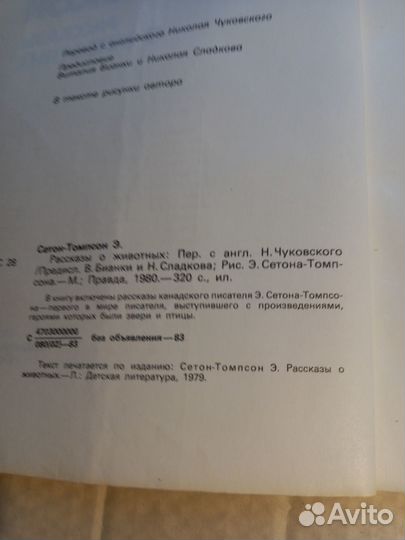 Перевод с английского Николая Чуковского
Предисловие
Виталия Бианки и Николая Сладкова
В тексте рисунки автора
Сетон-Томпсон Э.
С 28
Рассказы о животных: Пер. с англ. Н. Чуковского
/Предисл. В. Бианки и Н. Сладкова; Рис. Э. Сетона-Томп-
сона.— М.; Правда, 1980.— 320 с., ил.
В книгу включены рассказы канадского писателя Э. Сетона-Томпсо-
на—первого в мире писателя, выступившего с произведениями,
героями которых были звери и птицы.
С 4703000000
080(02)—83 без объявления—83
Текст печатается по изданию: Сетон-Томпсон Э. Рассказы о
животных—Л.: Детская литература, 1979.
Avito